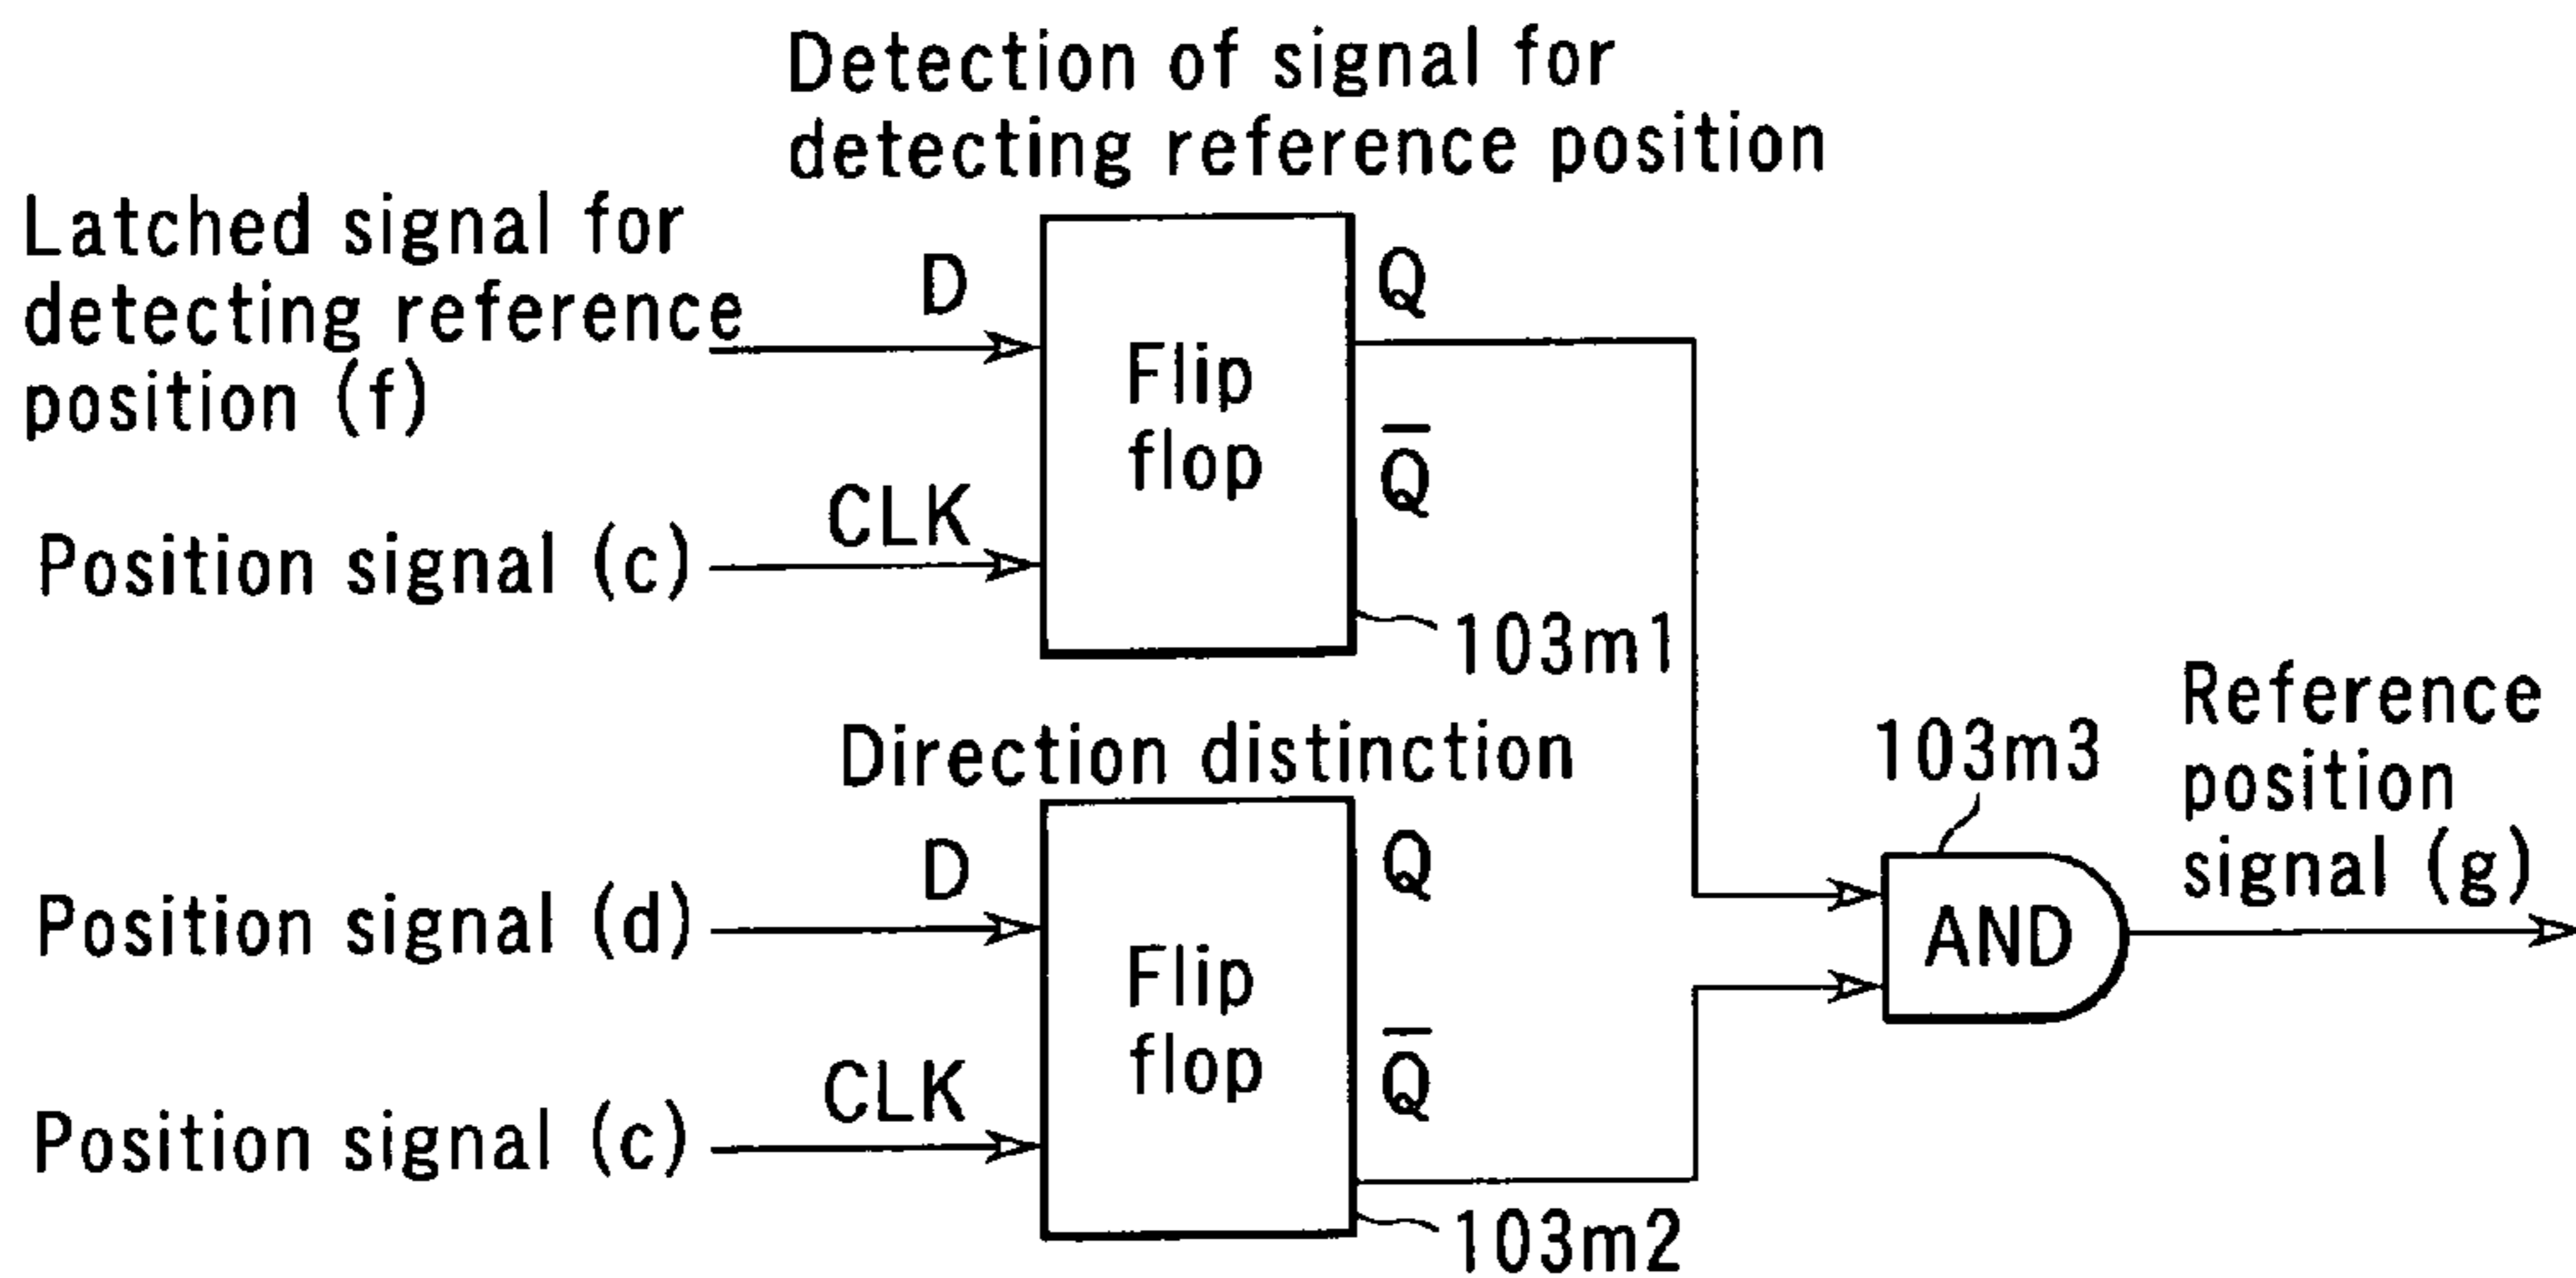 Detection of signal for
detecting reference position
Latched signal for
detecting reference
position (f)
D
Q
Flip
flop
Q̅
CLK
Position signal (c)
103m1
Direction distinction
103m3
Reference
position
signal (g)
D
Q
Position signal (d)
AND
Flip
flop
Q̅
CLK
Position signal (c)
103m2